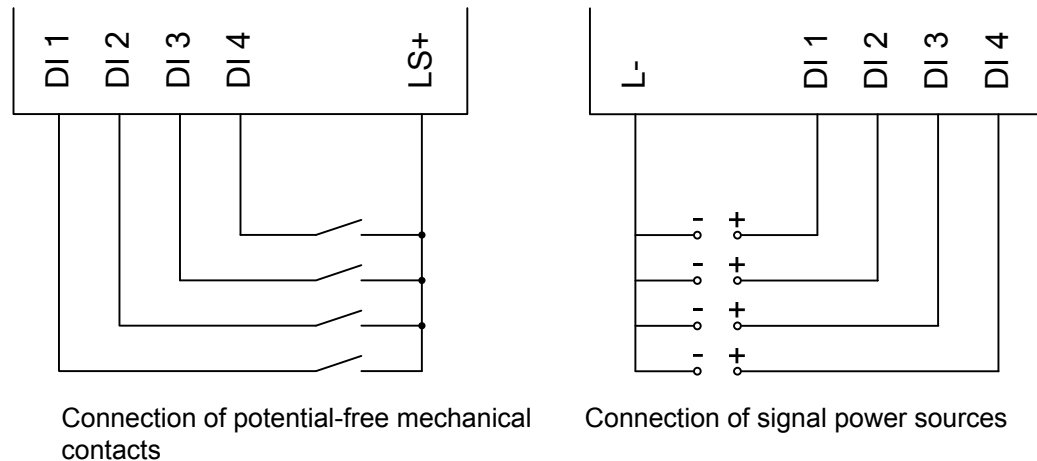 DI 1
DI 2
DI 3
DI 4
LS+
L-
DI 1
DI 2
DI 3
DI 4
- +
- +
- +
- +
Connection of potential-free mechanical
contacts
Connection of signal power sources